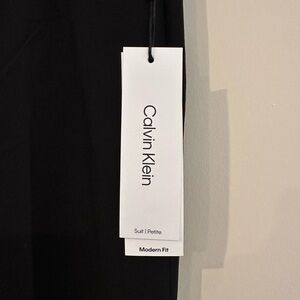 Calvin Klein
Suit / Petite
Modern Fit